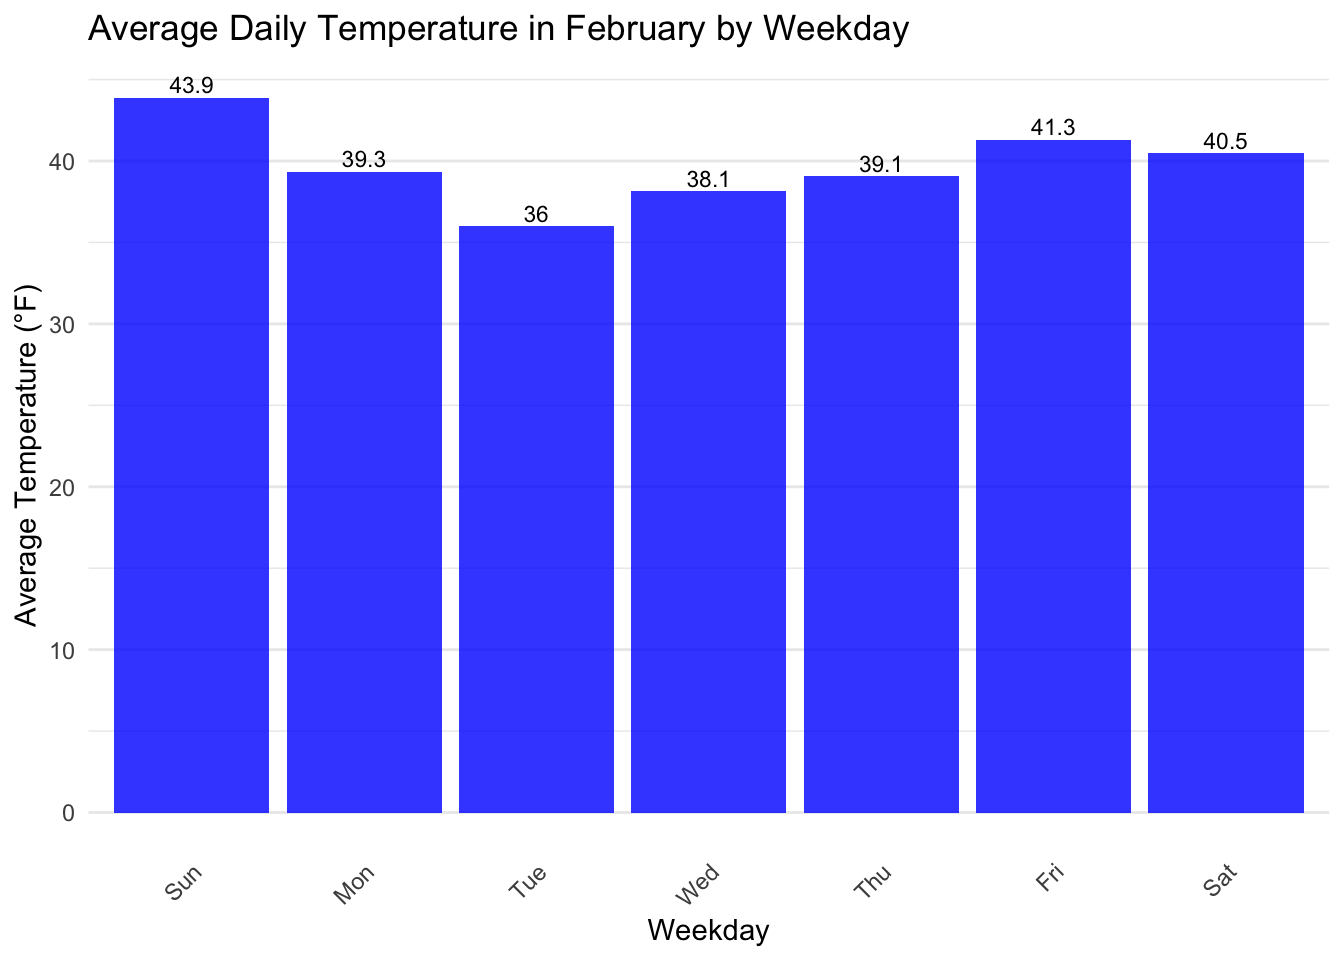 Average Daily Temperature in February by Weekday
43.9
39.3
36
38.1
39.1
41.3
40.5
Average Temperature (°F)
40
30
20
10
0
Sun
Mon
Tue
Wed
Thu
Fri
Sat
Weekday